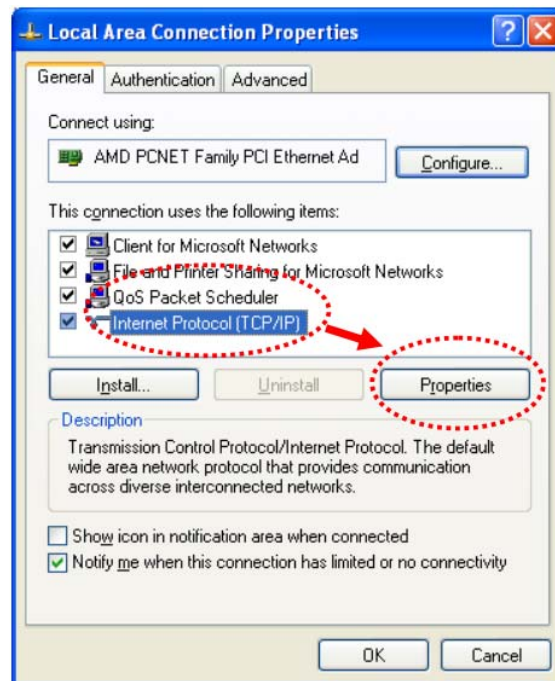 Local Area Connection Properties
General Authentication Advanced
Connect using:
AMD PCNET Family PCI Ethernet Ad Configure...
This connection uses the following items:
Client for Microsoft Networks
File and Printer Sharing for Microsoft Networks
QoS Packet Scheduler
Internet Protocol (TCP/IP)
Install... Uninstall Properties
Description
Transmission Control Protocol/Internet Protocol. The default
wide area network protocol that provides communication
across diverse interconnected networks.
Show icon in notification area when connected
Notify me when this connection has limited or no connectivity
OK Cancel